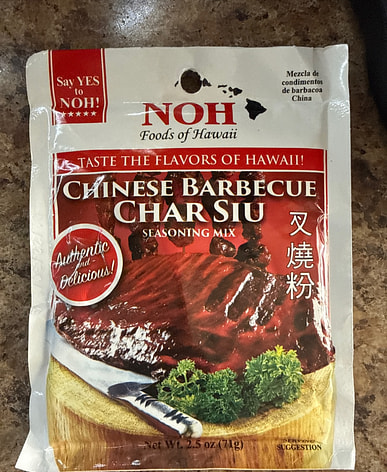 Say YES
to
NOH!
Mezcla de
condimentos
de barbacoa
China
NOH
Foods of Hawaii
TASTE THE FLAVORS OF HAWAII!
CHINESE BARBECUE
CHAR SIU
SEASONING MIX
叉燒粉
Authentic
and
Delicious!
Net Wt. 2.5 oz (71g)
SUGGESTION